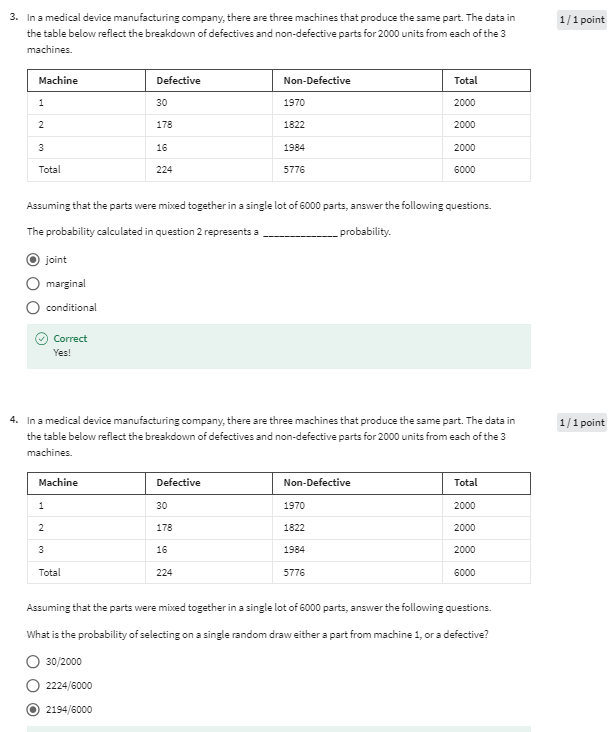 3. In a medical device manufacturing company, there are three machines that produce the same part. The data in
1 / 1 point
the table below reflect the breakdown of defectives and non-defective parts for 2000 units from each of the 3
machines.
Machine Defective Non-Defective Total
1 30 1970 2000
2 178 1822 2000
3 16 1984 2000
Total 224 5776 6000
Assuming that the parts were mixed together in a single lot of 6000 parts, answer the following questions.
The probability calculated in question 2 represents a ______________ probability.
joint
marginal
conditional
Correct
Yes!
4. In a medical device manufacturing company, there are three machines that produce the same part. The data in
1 / 1 point
the table below reflect the breakdown of defectives and non-defective parts for 2000 units from each of the 3
machines.
Machine Defective Non-Defective Total
1 30 1970 2000
2 178 1822 2000
3 16 1984 2000
Total 224 5776 6000
Assuming that the parts were mixed together in a single lot of 6000 parts, answer the following questions.
What is the probability of selecting on a single random draw either a part from machine 1, or a defective?
30/2000
2224/6000
2194/6000